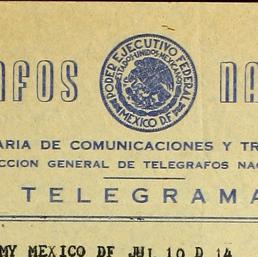 AFOS NA
PODER EJECUTIVO FEDERAL
ESTADOS UNIDOS MEXICANOS
MEXICO D.F.
ARIA DE COMUNICACIONES Y TR
CCION GENERAL DE TELEGRAFOS NAC
TELEGRAMA
MY MEXICO DF JUL 10 D 14